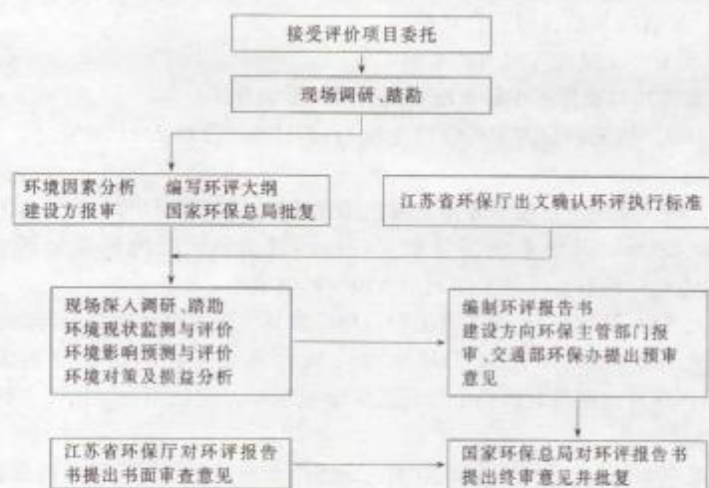 接受评价项目委托
现场调研、踏勘
环境因素分析 编写环评大纲
建设方报审 国家环保总局批复
江苏省环保厅出文确认环评执行标准
现场深入调研、踏勘
环境现状监测与评价
环境影响预测与评价
环境对策及损益分析
编制环评报告书
建设方向环保主管部门报
审、交通部环保办提出预审
意见
江苏省环保厅对环评报告
书提出书面审查意见
国家环保总局对环评报告书
提出终审意见并批复